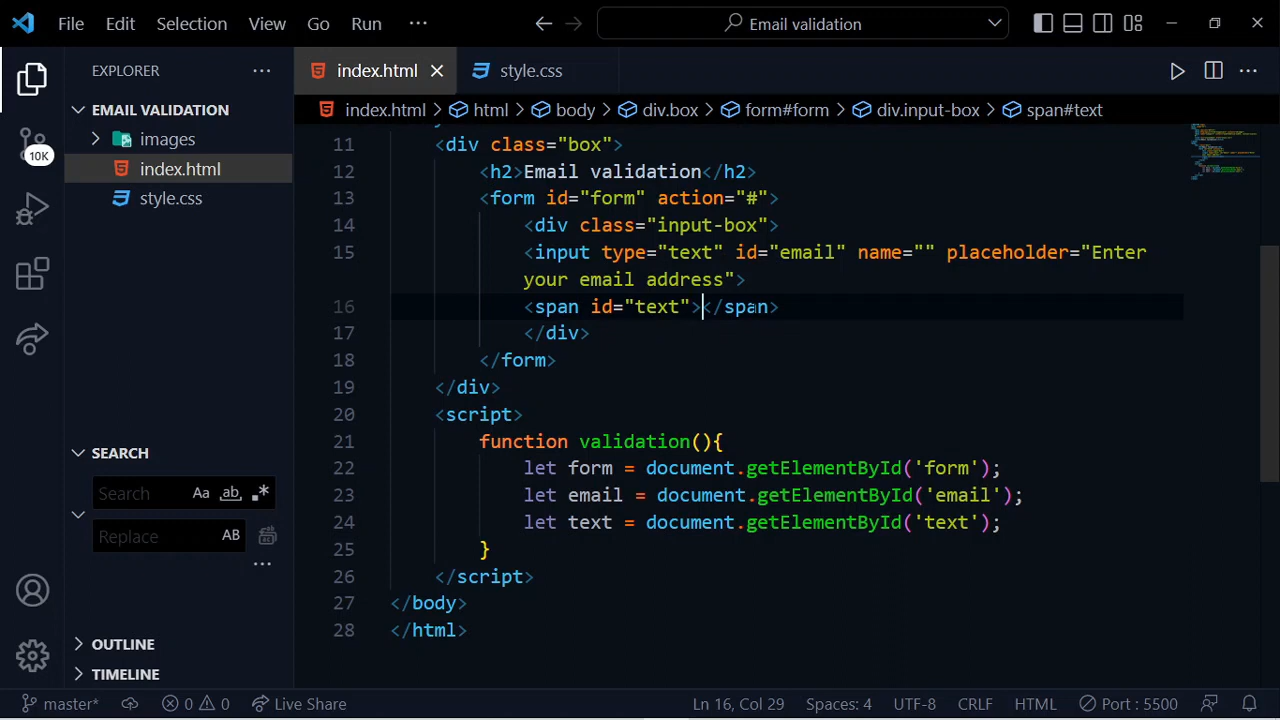 File Edit Selection View Go Run ··· Email validation
EXPLORER ···
index.html
style.css
EMAIL VALIDATION
index.html > html > body > div.box > form#form > div.input-box > span#text
images
index.html
style.css
10K
11 <div class="box">
12 <h2>Email validation</h2>
13 <form id="form" action="#">
14 <div class="input-box">
15 <input type="text" id="email" name="" placeholder="Enter
your email address">
16 <span id="text"></span>
17 </div>
18 </form>
19 </div>
20 <script>
21 function validation(){
22 let form = document.getElementById('form');
23 let email = document.getElementById('email');
24 let text = document.getElementById('text');
25 }
26 </script>
27 </body>
28 </html>
SEARCH
Search Aa ab .*
Replace AB
···
OUTLINE
TIMELINE
master* 0 0 Live Share Ln 16, Col 29 Spaces: 4 UTF-8 CRLF HTML Port : 5500